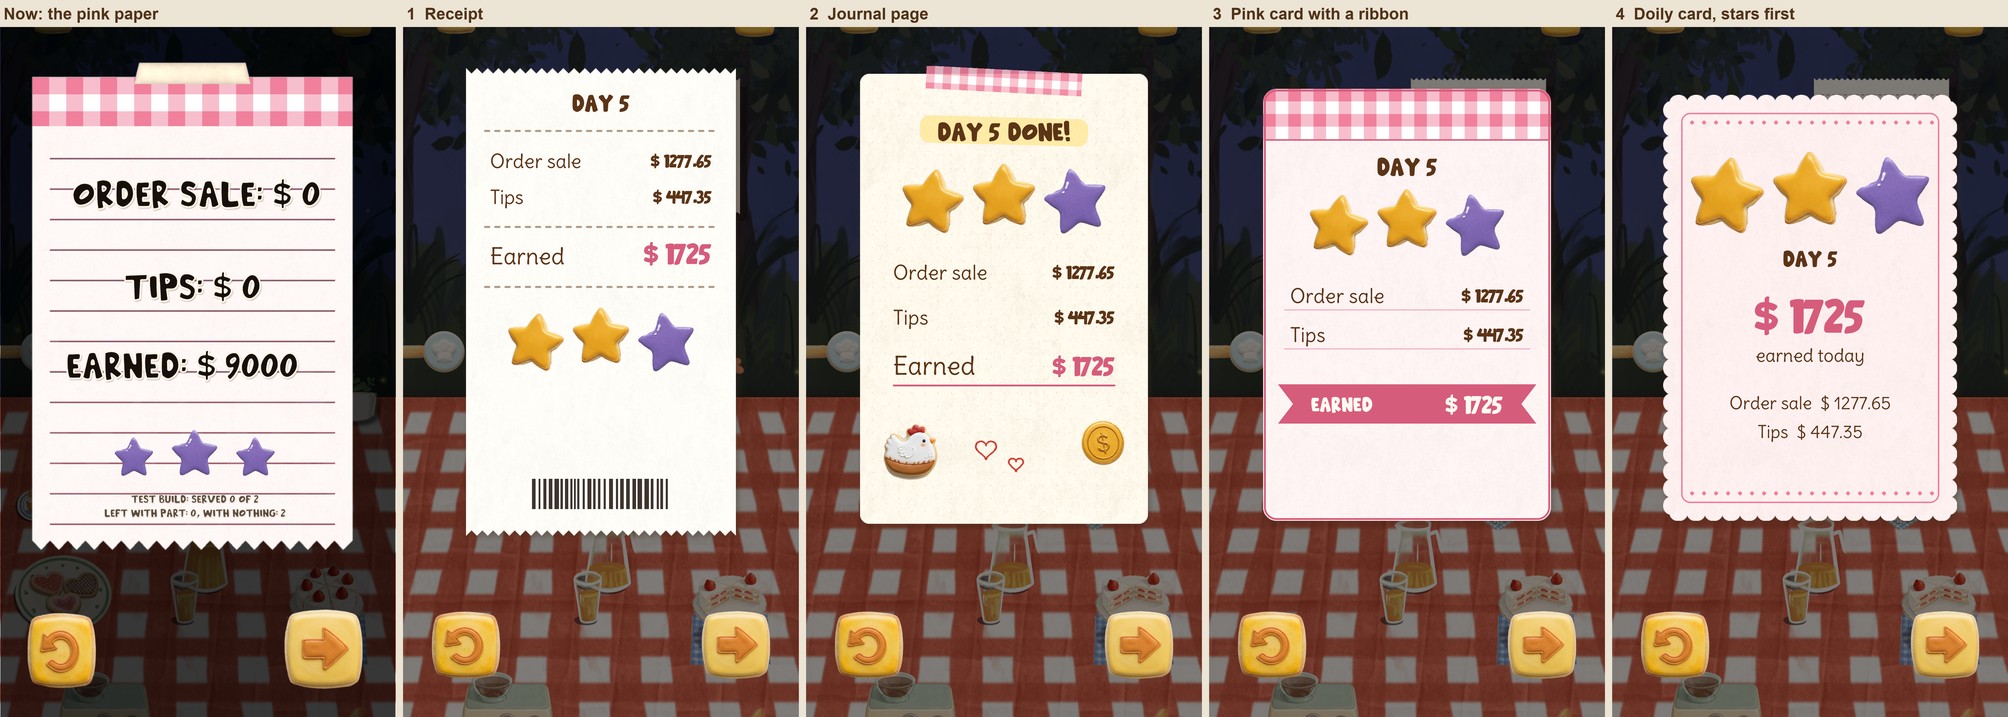 Now: the pink paper
ORDER SALE: $ 0
TIPS: $ 0
EARNED: $ 9000
TEST BUILD: SERVED 0 OF 2
LEFT WITH PART: 0, WITH NOTHING: 2
1 Receipt
DAY 5
Order sale $ 1277.65
Tips $ 447.35
Earned $ 1725
2 Journal page
DAY 5 DONE!
Order sale $ 1277.65
Tips $ 447.35
Earned $ 1725
$
3 Pink card with a ribbon
DAY 5
Order sale $ 1277.65
Tips $ 447.35
EARNED $ 1725
4 Doily card, stars first
DAY 5
$ 1725
earned today
Order sale $ 1277.65
Tips $ 447.35